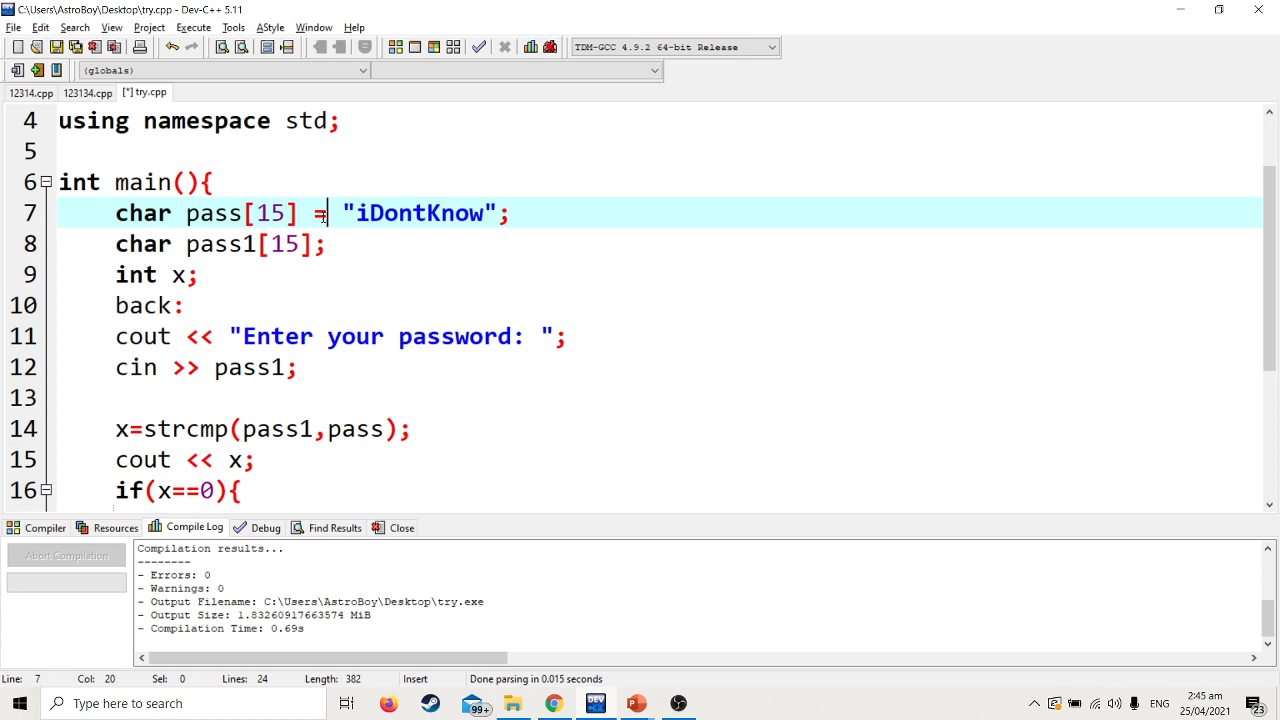 C:\Users\AstroBoy\Desktop\try.cpp - Dev-C++ 5.11
File Edit Search View Project Execute Tools AStyle Window Help
TDM-GCC 4.9.2 64-bit Release
(globals)
12314.cpp 123134.cpp [*] try.cpp
4 using namespace std;
5
6 int main(){
7 char pass[15] = "iDontKnow";
8 char pass1[15];
9 int x;
10 back:
11 cout << "Enter your password: ";
12 cin >> pass1;
13
14 x=strcmp(pass1,pass);
15 cout << x;
16 if(x==0){
Compiler Resources Compile Log Debug Find Results Close
Abort Compilation
Compilation results...
--------
- Errors: 0
- Warnings: 0
- Output Filename: C:\Users\AstroBoy\Desktop\try.exe
- Output Size: 1.83260917663574 MiB
- Compilation Time: 0.69s
Line: 7 Col: 20 Sel: 0 Lines: 24 Length: 382 Insert Done parsing in 0.015 seconds
Type here to search
99+
ENG
2:45 am
25/04/2021
23